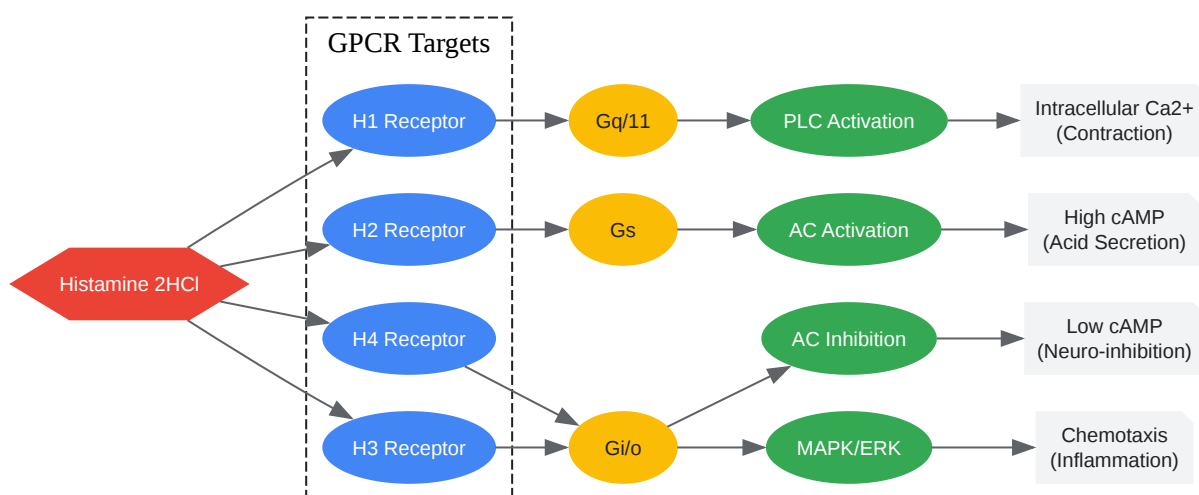 GPCR Targets
H1 Receptor
Gq/11
PLC Activation
Intracellular Ca2+
(Contraction)
H2 Receptor
Gs
AC Activation
High cAMP
(Acid Secretion)
Histamine 2HCl
H4 Receptor
AC Inhibition
Low cAMP
(Neuro-inhibition)
H3 Receptor
Gi/o
MAPK/ERK
Chemotaxis
(Inflammation)